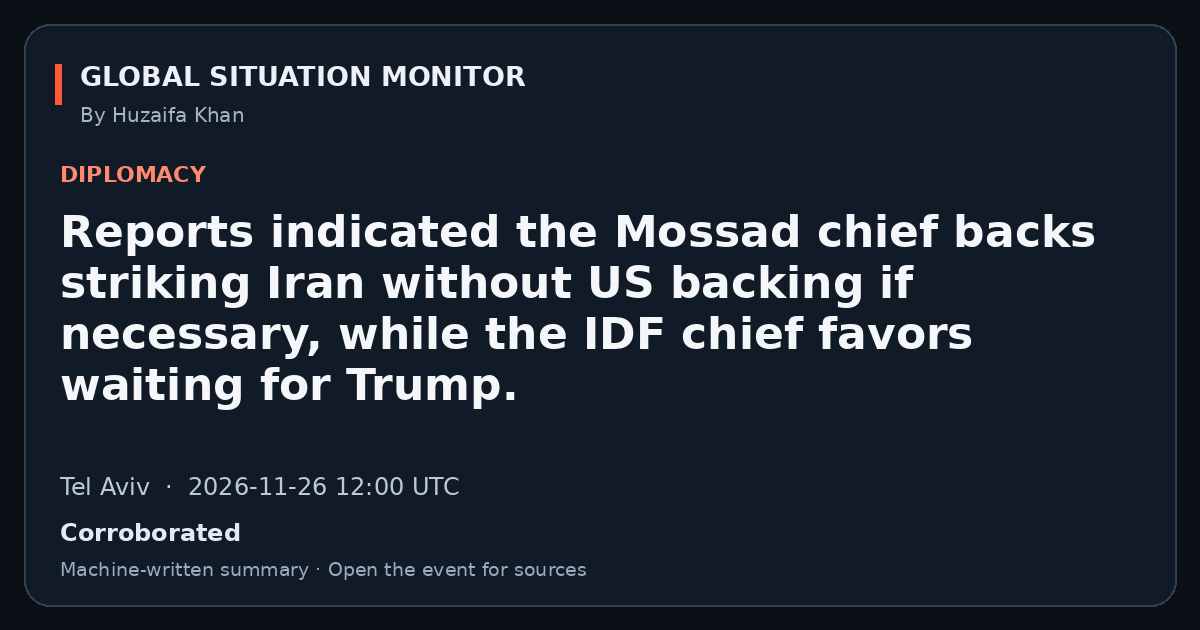 GLOBAL SITUATION MONITOR
By Huzaifa Khan
DIPLOMACY
Reports indicated the Mossad chief backs
striking Iran without US backing if
necessary, while the IDF chief favors
waiting for Trump.
Tel Aviv · 2026-11-26 12:00 UTC
Corroborated
Machine-written summary · Open the event for sources